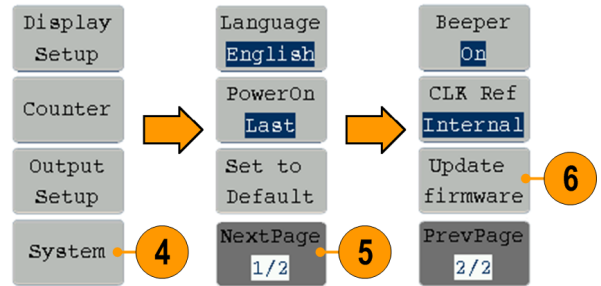 Display
Setup
Counter
Output
Setup
System
4
Language
English
PowerOn
Last
Set to
Default
NextPage
1/2
5
Beeper
On
CLK Ref
Internal
Update
firmware
6
PrevPage
2/2